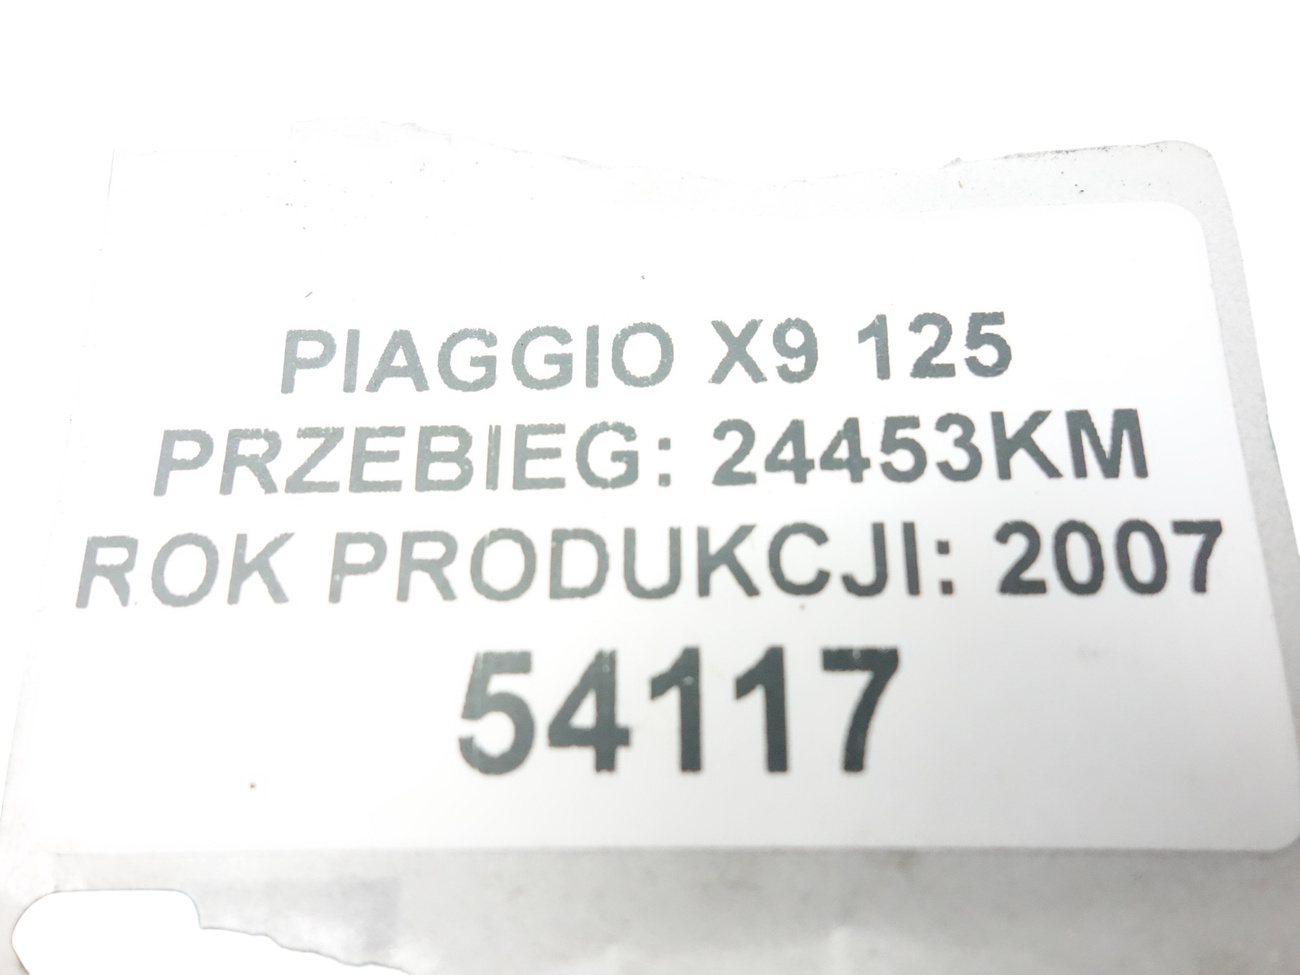 PIAGGIO X9 125
PRZEBIEG: 24453KM
ROK PRODUKCJI: 2007
54117